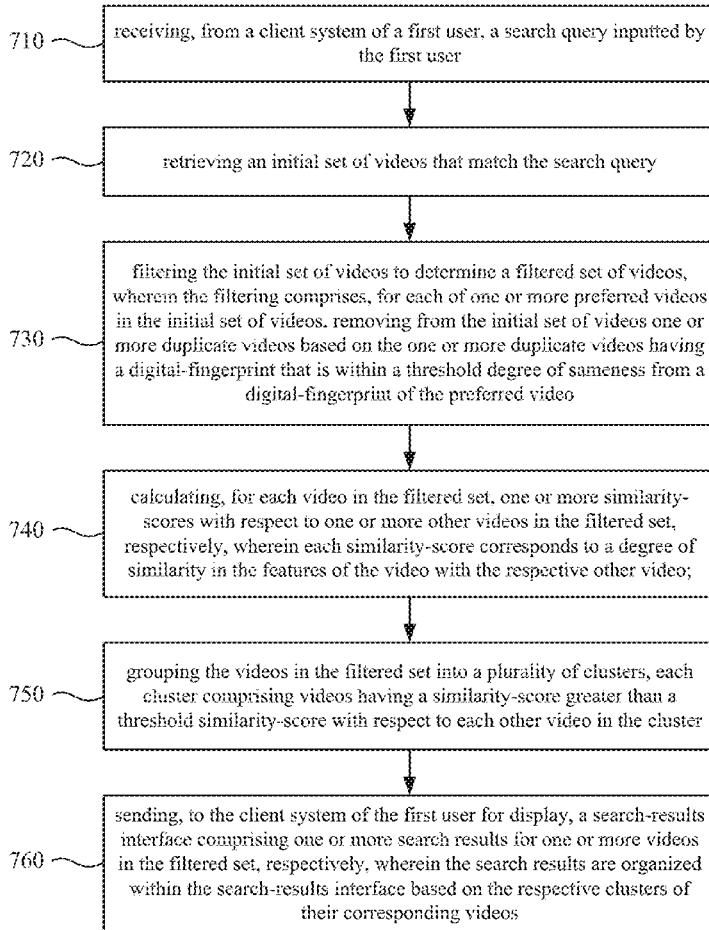 710
receiving, from a client system of a first user, a search query inputted by
the first user
720
retrieving an initial set of videos that match the search query
730
filtering the initial set of videos to determine a filtered set of videos,
wherein the filtering comprises, for each of one or more preferred videos
in the initial set of videos, removing from the initial set of videos one or
more duplicate videos based on the one or more duplicate videos having
a digital-fingerprint that is within a threshold degree of sameness from a
digital-fingerprint of the preferred video
740
calculating, for each video in the filtered set, one or more similarity-
scores with respect to one or more other videos in the filtered set,
respectively, wherein each similarity-score corresponds to a degree of
similarity in the features of the video with the respective other video;
750
grouping the videos in the filtered set into a plurality of clusters, each
cluster comprising videos having a similarity-score greater than a
threshold similarity-score with respect to each other video in the cluster
760
sending, to the client system of the first user for display, a search-results
interface comprising one or more search results for one or more videos
in the filtered set, respectively, wherein the search results are organized
within the search-results interface based on the respective clusters of
their corresponding videos